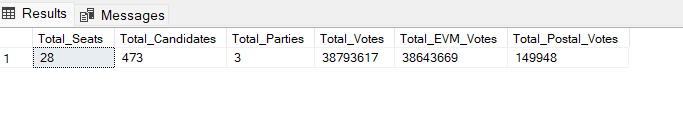 Results Messages
Total_Seats Total_Candidates Total_Parties Total_Votes Total_EVM_Votes Total_Postal_Votes
1 28 473 3 38793617 38643669 149948